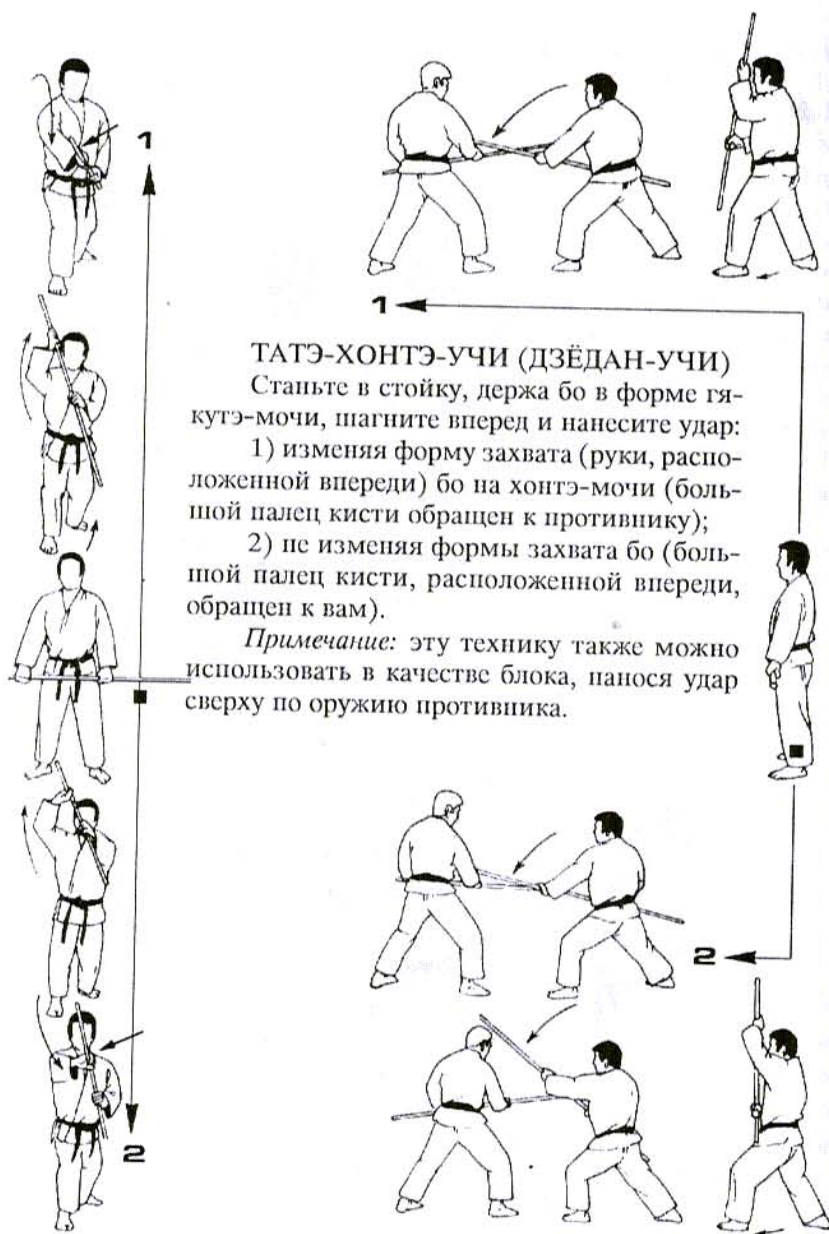 1
1
ТАТЭ-ХОНТЭ-УЧИ (ДЗЁДАН-УЧИ)
Станьте в стойку, держа бо в форме гя-
кутэ-мочи, шагните вперед и нанесите удар:
1) изменяя форму захвата (руки, распо-
ложенной впереди) бо на хонтэ-мочи (боль-
шой палец кисти обращен к противнику);
2) не изменяя формы захвата бо (боль-
шой палец кисти, расположенной впереди,
обращен к вам).
Примечание: эту технику также можно
использовать в качестве блока, нанося удар
сверху по оружию противника.
2
2